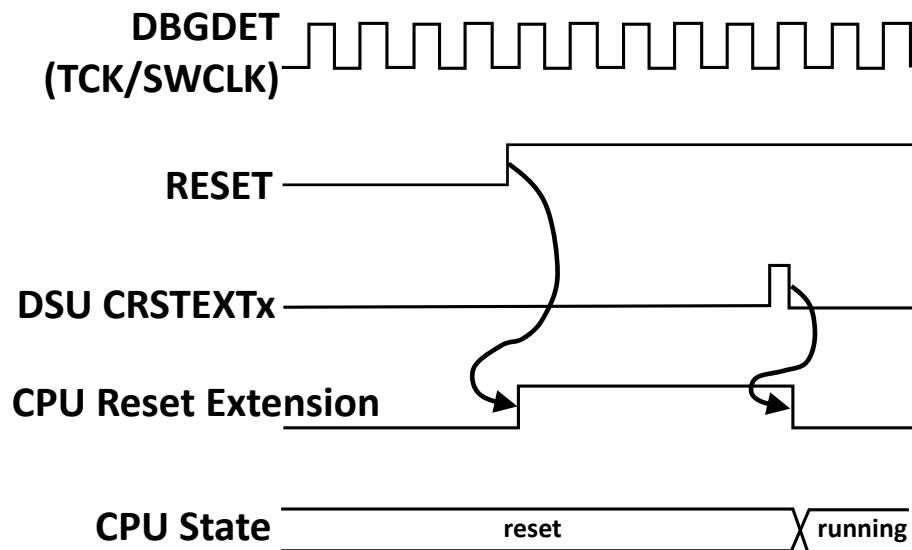 DBGDET
(TCK/SWCLK)
RESET
DSU CRSTEXTx
CPU Reset Extension
CPU State
reset
running